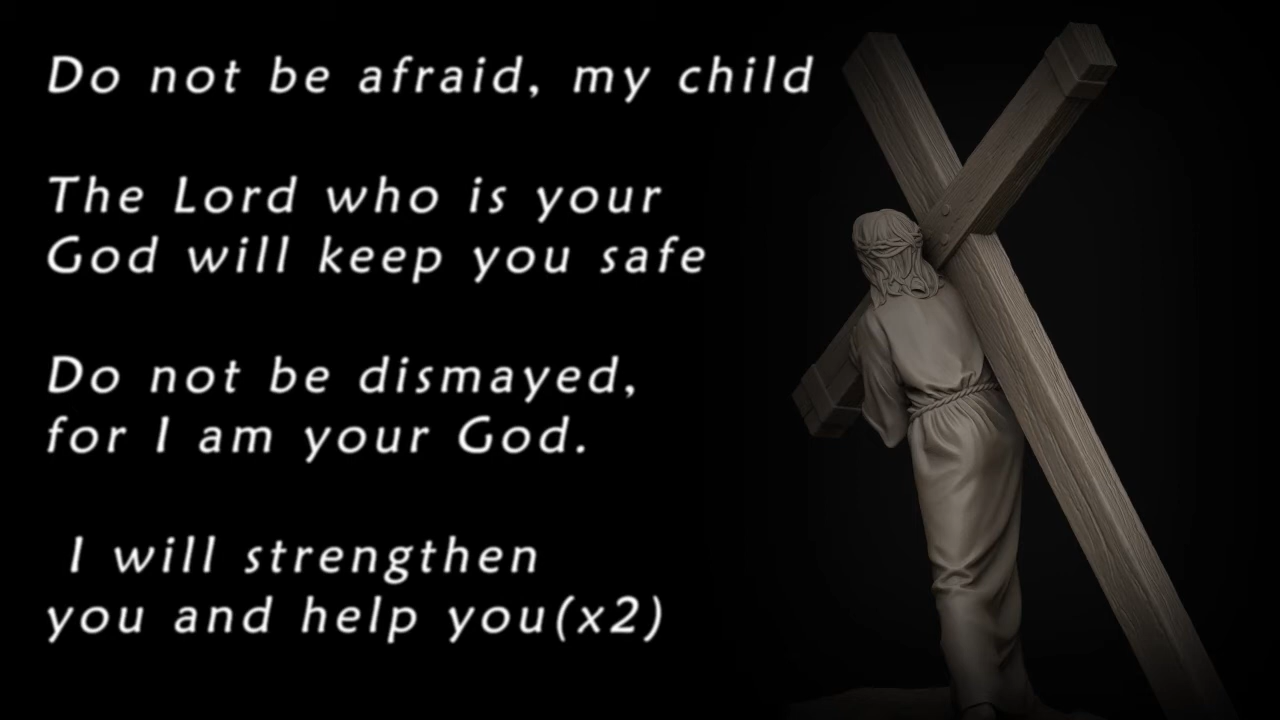 Do not be afraid, my child
The Lord who is your
God will keep you safe
Do not be dismayed,
for I am your God.
I will strengthen
you and help you(x2)